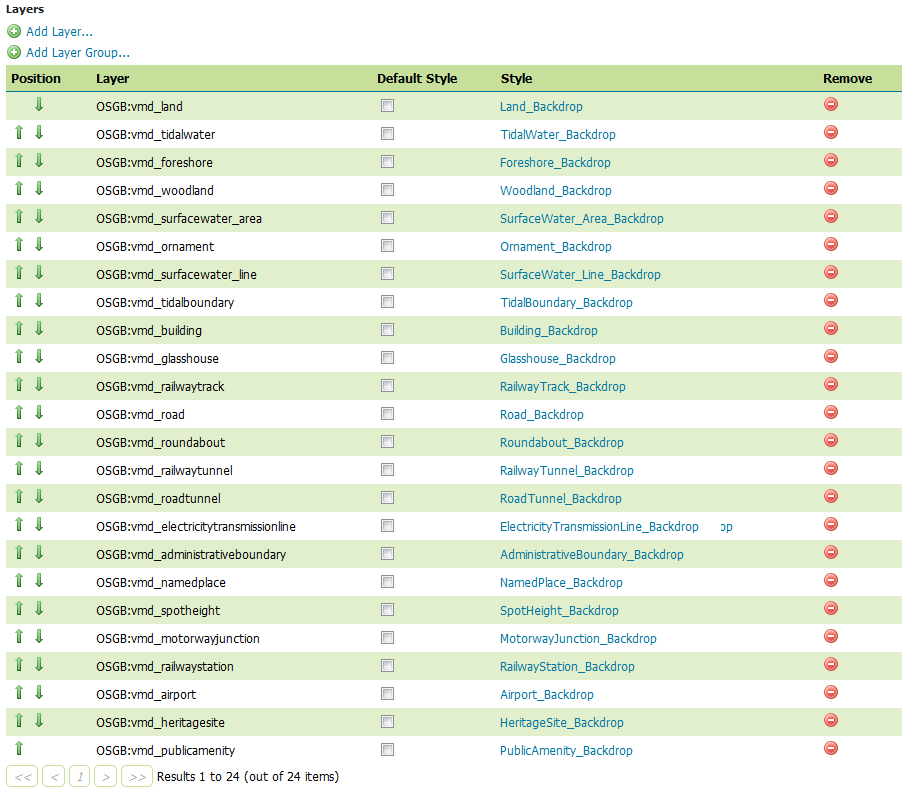 Layers
Add Layer...
Add Layer Group...
Position Layer Default Style Style Remove
OSGB:vmd_land Land_Backdrop
OSGB:vmd_tidalwater TidalWater_Backdrop
OSGB:vmd_foreshore Foreshore_Backdrop
OSGB:vmd_woodland Woodland_Backdrop
OSGB:vmd_surfacewater_area SurfaceWater_Area_Backdrop
OSGB:vmd_ornament Ornament_Backdrop
OSGB:vmd_surfacewater_line SurfaceWater_Line_Backdrop
OSGB:vmd_tidalboundary TidalBoundary_Backdrop
OSGB:vmd_building Building_Backdrop
OSGB:vmd_glasshouse Glasshouse_Backdrop
OSGB:vmd_railwaytrack RailwayTrack_Backdrop
OSGB:vmd_road Road_Backdrop
OSGB:vmd_roundabout Roundabout_Backdrop
OSGB:vmd_railwaytunnel RailwayTunnel_Backdrop
OSGB:vmd_roadtunnel RoadTunnel_Backdrop
OSGB:vmd_electricitytransmissionline ElectricityTransmissionLine_Backdrop op
OSGB:vmd_administrativeboundary AdministrativeBoundary_Backdrop
OSGB:vmd_namedplace NamedPlace_Backdrop
OSGB:vmd_spotheight SpotHeight_Backdrop
OSGB:vmd_motorwayjunction MotorwayJunction_Backdrop
OSGB:vmd_railwaystation RailwayStation_Backdrop
OSGB:vmd_airport Airport_Backdrop
OSGB:vmd_heritagesite HeritageSite_Backdrop
OSGB:vmd_publicamenity PublicAmenity_Backdrop
<< < 1 > >> Results 1 to 24 (out of 24 items)